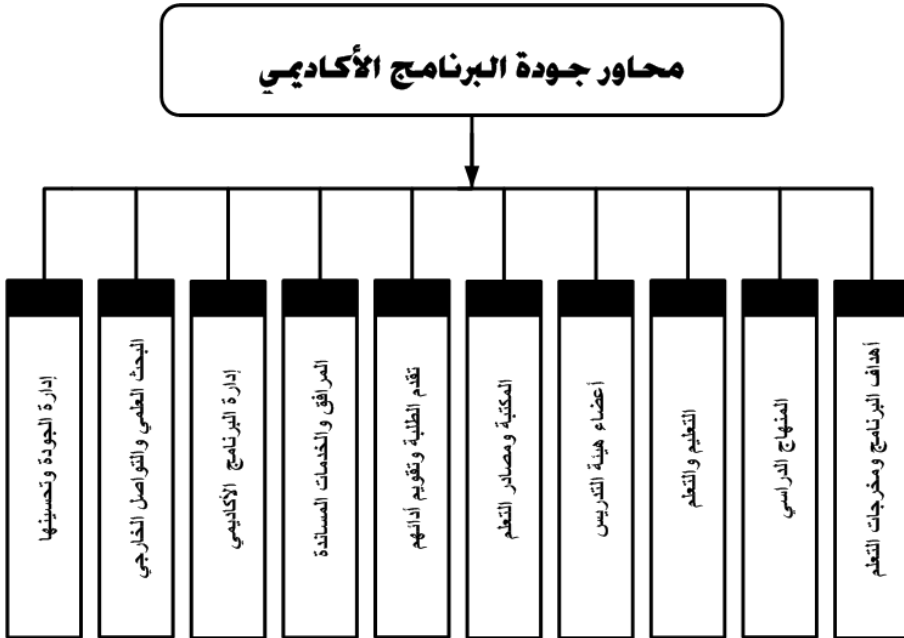 محاور جودة البرنامج الأكاديمي
أهداف البرنامج ومخرجات التعلم
المنهاج الدراسي
التعليم والتعلم
أعضاء هيئة التدريس
المكتبة ومصادر التعلم
تقدم الطلبة وتقويم أدائهم
المرافق والخدمات المساندة
إدارة البرنامج الأكاديمي
البحث العلمي والتواصل الخارجي
إدارة الجودة وتحسينها